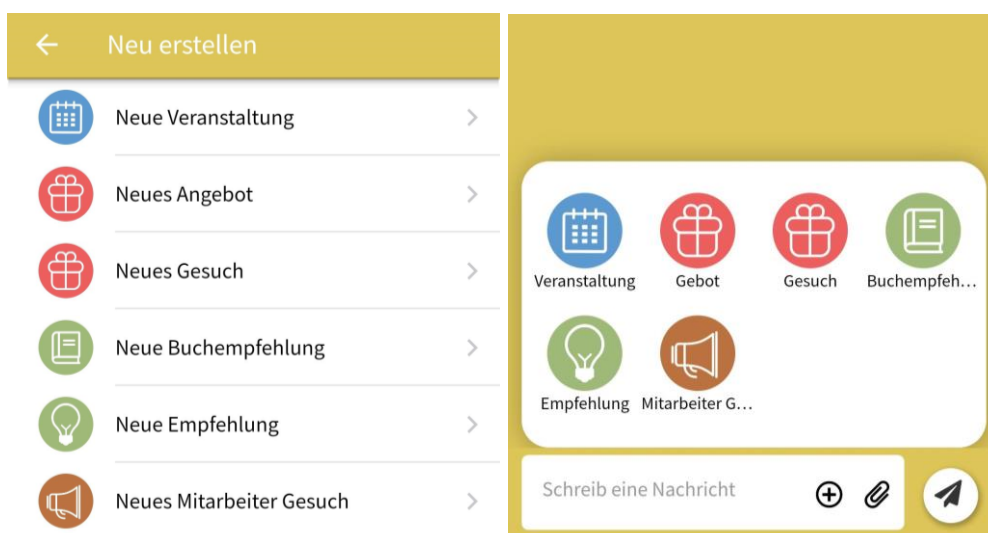 Neu erstellen
Neue Veranstaltung
Neues Angebot
Neues Gesuch
Neue Buchempfehlung
Neue Empfehlung
Neues Mitarbeiter Gesuch
Veranstaltung
Gebot
Gesuch
Buchempfeh...
Empfehlung
Mitarbeiter G...
Schreib eine Nachricht